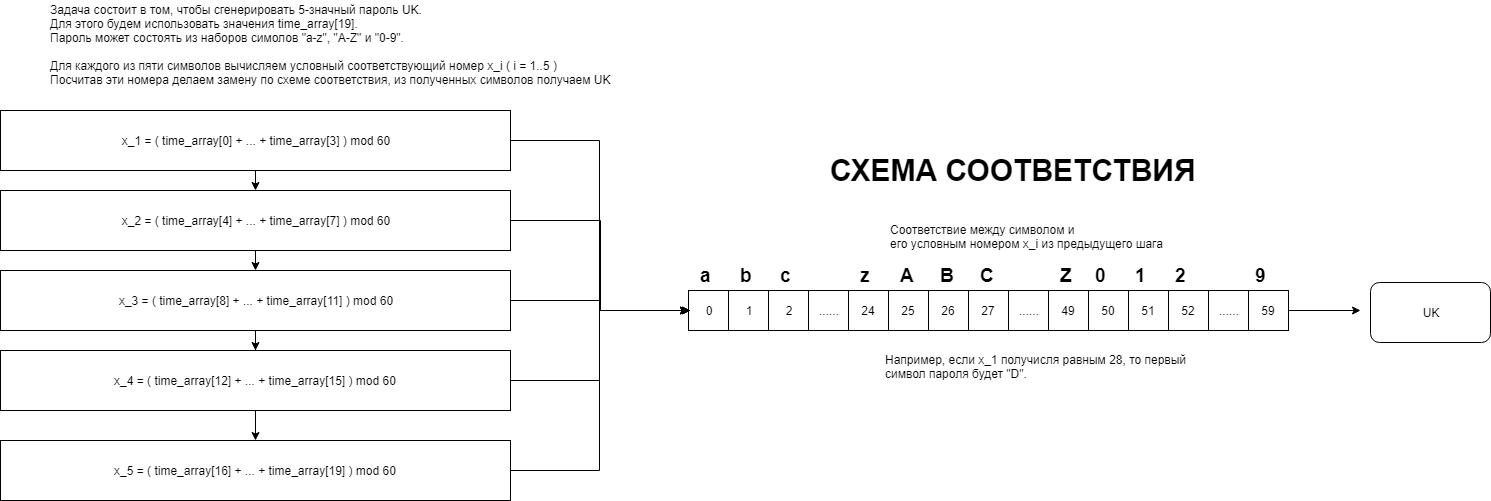 Задача состоит в том, чтобы сгенерировать 5-значный пароль UK.
Для этого будем использовать значения time_array[19].
Пароль может состоять из наборов симолов "a-z", "A-Z" и "0-9".
Для каждого из пяти символов вычисляем условный соответствующий номер x_i ( i = 1..5 )
Посчитав эти номера делаем замену по схеме соответствия, из полученных символов получаем UK
x_1 = ( time_array[0] + ... + time_array[3] ) mod 60
x_2 = ( time_array[4] + ... + time_array[7] ) mod 60
x_3 = ( time_array[8] + ... + time_array[11] ) mod 60
x_4 = ( time_array[12] + ... + time_array[15] ) mod 60
x_5 = ( time_array[16] + ... + time_array[19] ) mod 60
СХЕМА СООТВЕТСТВИЯ
Соответствие между символом и
его условным номером x_i из предыдущего шага
a b c z A B C Z 0 1 2 9
0 1 2 ...... 24 25 26 27 ...... 49 50 51 52 ...... 59
UK
Например, если x_1 получисля равным 28, то первый
символ пароля будет "D".